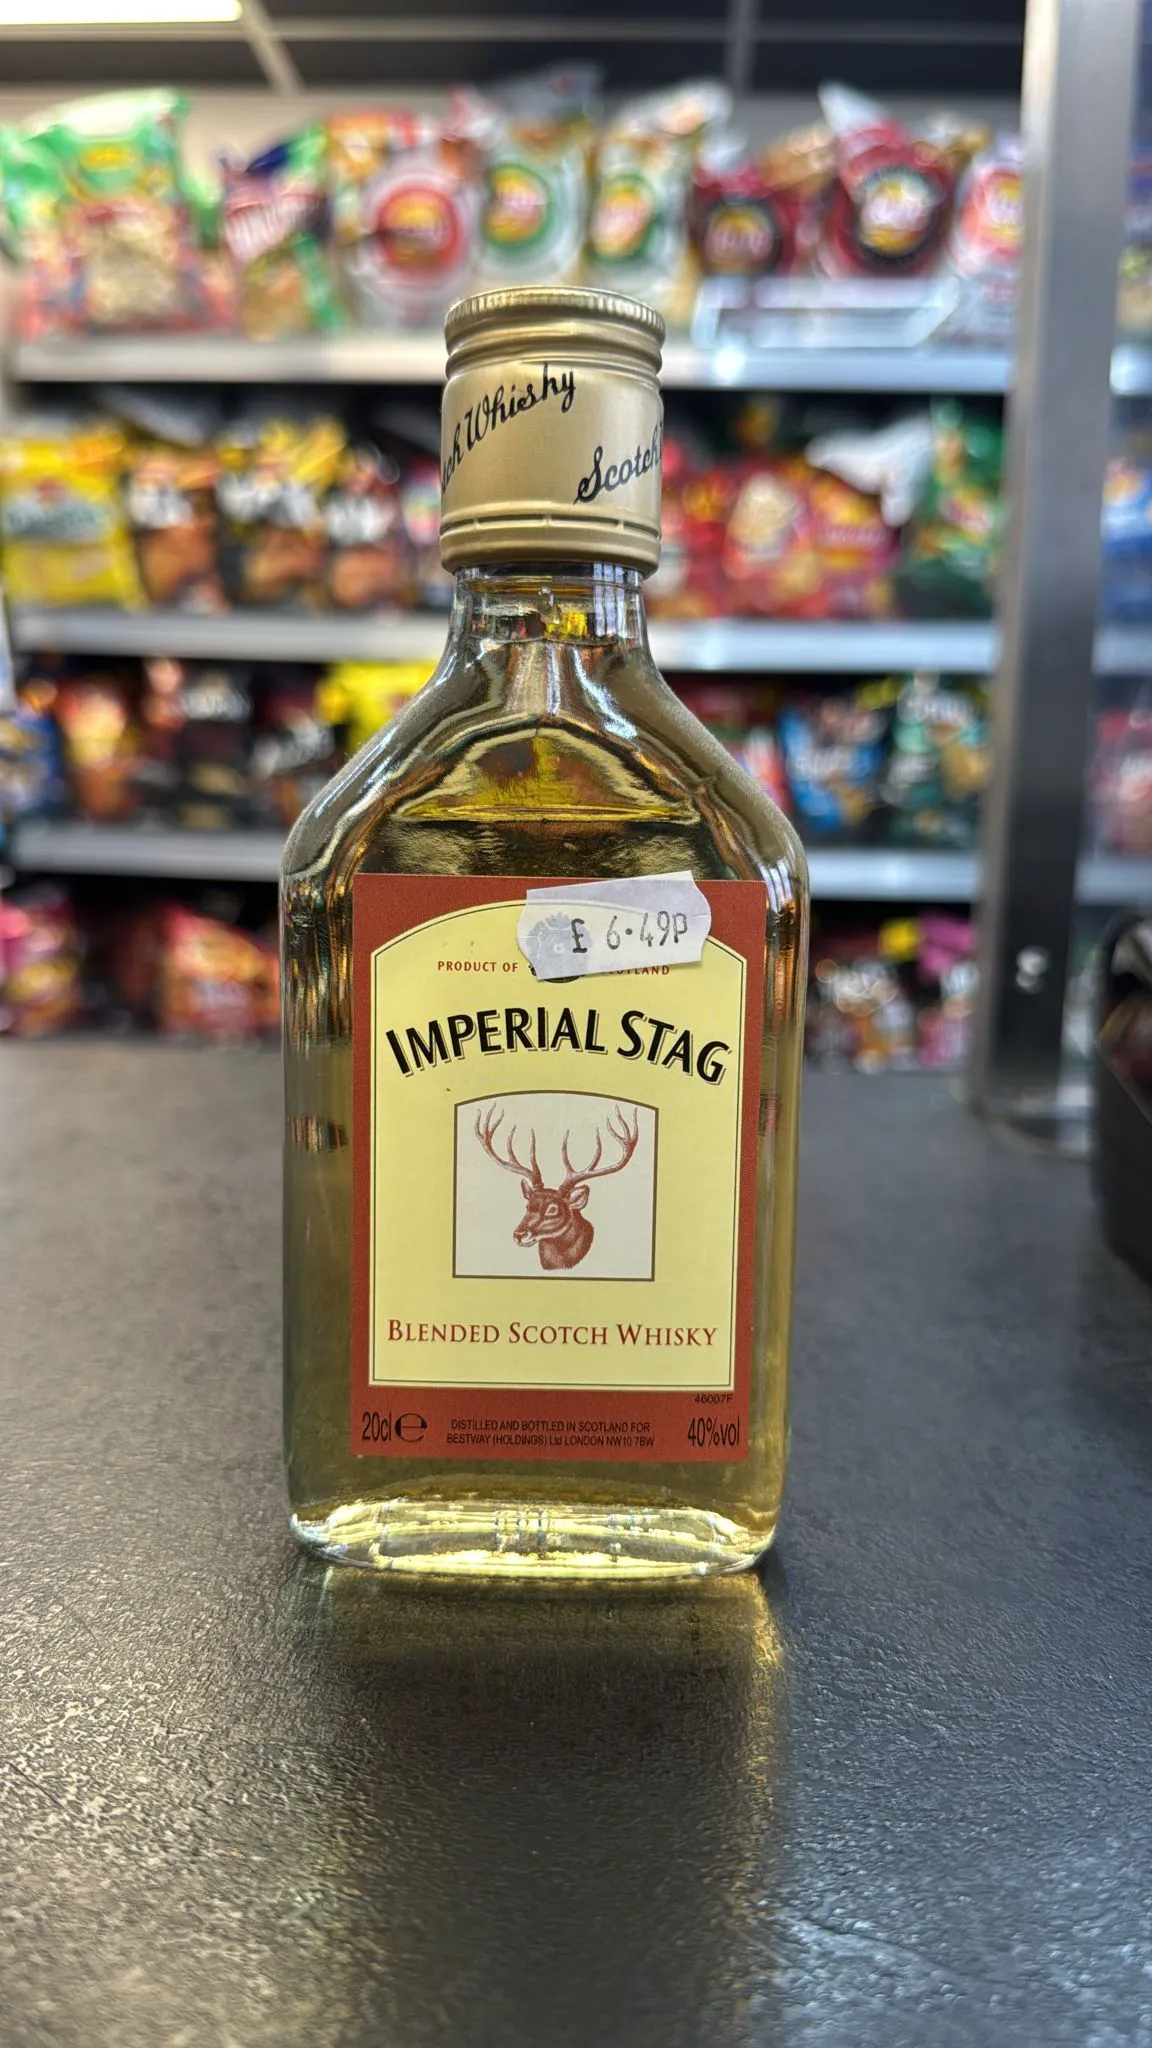 Scotch Whisky
Scotch
£ 6.49P
PRODUCT OF SCOTLAND
IMPERIAL STAG
BLENDED SCOTCH WHISKY
46007F
20cl ℮
DISTILLED AND BOTTLED IN SCOTLAND FOR
BESTWAY (HOLDINGS) Ltd LONDON NW10 7BW
40%vol